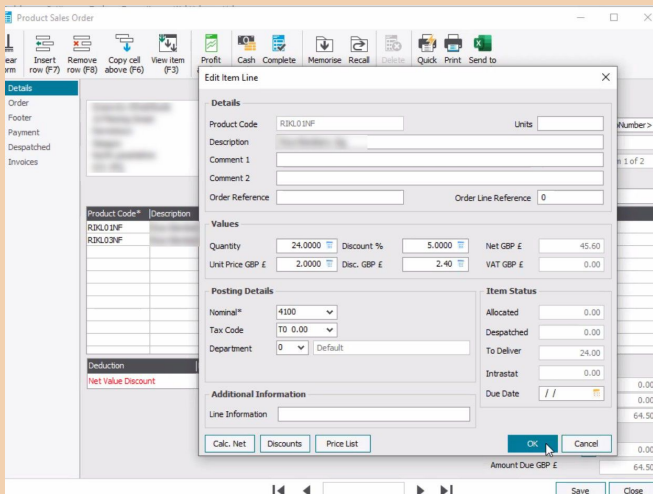 Product Sales Order
Insert row (F7)
Remove row (F8)
Copy cell above (F6)
View item (F3)
Profit
Cash
Complete
Memorise
Recall
Delete
Quick
Print
Send to
Details
Order
Footer
Payment
Despatched
Invoices
Product Code* Description
RIKL01NF
RIKL03NF
Deduction
Net Value Discount
Edit Item Line
Details
Product Code RIKL01NF Units
Description
Comment 1
Comment 2
Order Reference Order Line Reference 0
Values
Quantity 24.0000 Discount % 5.0000 Net GBP £ 45.60
Unit Price GBP £ 2.0000 Disc. GBP £ 2.40 VAT GBP £ 0.00
Posting Details
Nominal* 4100
Tax Code T0 0.00
Department 0 Default
Item Status
Allocated 0.00
Despatched 0.00
To Deliver 24.00
Intrastat 0.00
Due Date / /
Additional Information
Line Information
Calc. Net Discounts Price List OK Cancel
Number>
1 of 2
0.00
0.00
64.50
0.00
Amount Due GBP £ 64.50
Save Close